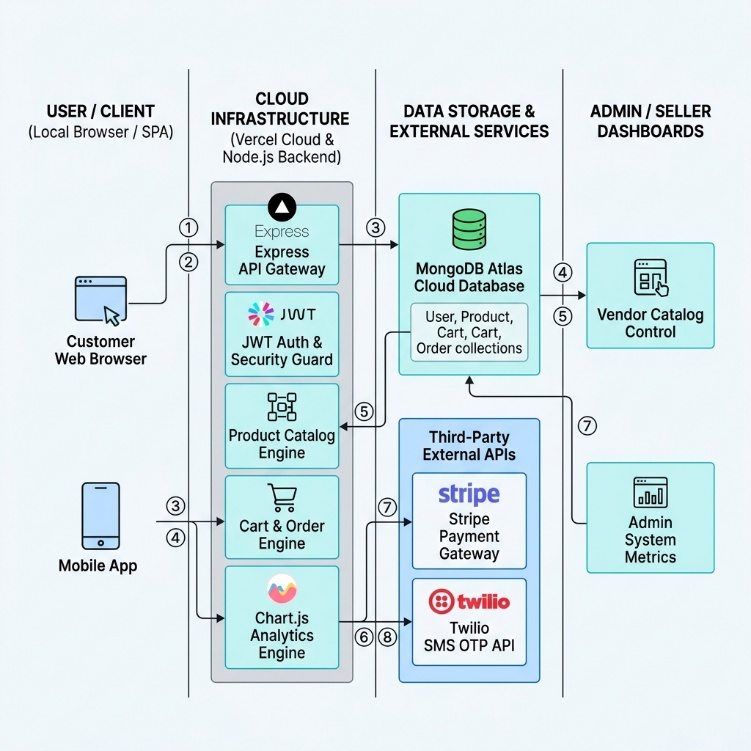 USER / CLIENT
(Local Browser / SPA)
CLOUD
INFRASTRUCTURE
(Vercel Cloud &
Node.js Backend)
DATA STORAGE &
EXTERNAL SERVICES
ADMIN / SELLER
DASHBOARDS
1
2
Customer
Web Browser
3
4
Mobile App
Express
Express
API Gateway
JWT
JWT Auth &
Security Guard
Product Catalog
Engine
Cart & Order
Engine
Chart.js
Analytics
Engine
3
5
7
6 8
MongoDB Atlas
Cloud Database
User, Product,
Cart, Cart,
Order collections
Third-Party
External APIs
stripe
Stripe
Payment
Gateway
twilio
Twilio
SMS OTP API
4
5
7
Vendor Catalog
Control
Admin
System
Metrics